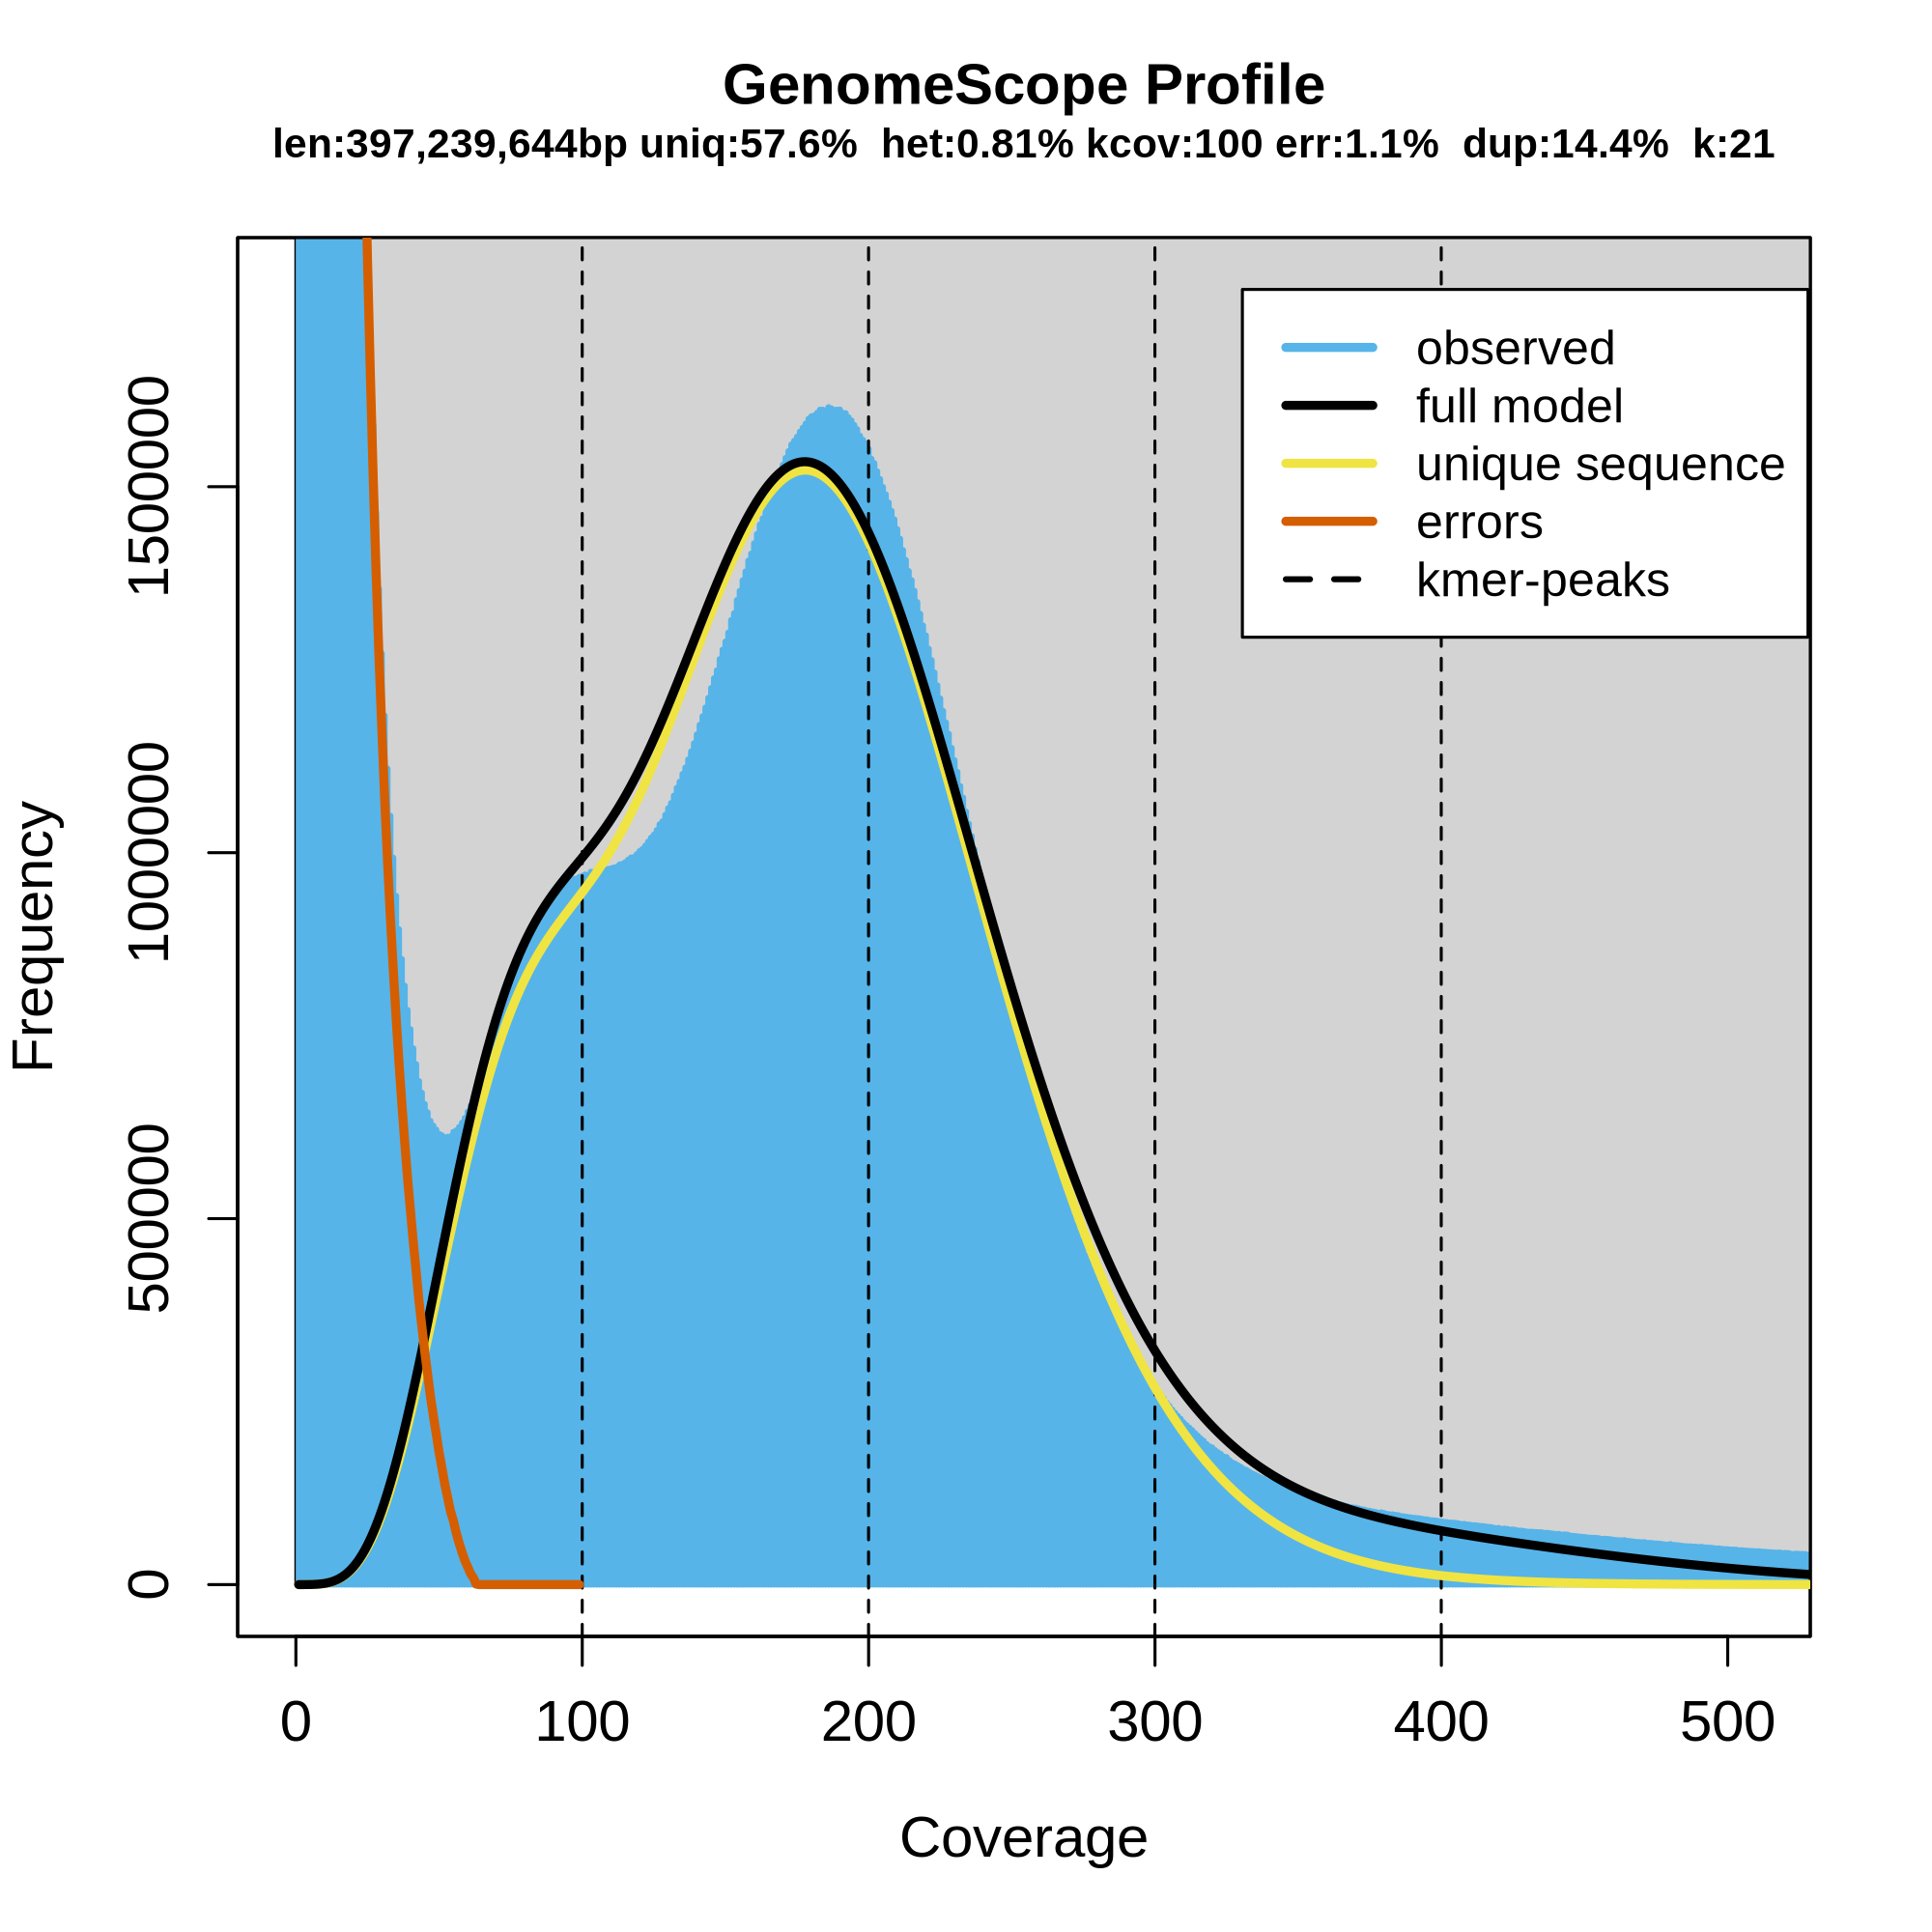 GenomeScope Profile
len:397,239,644bp uniq:57.6% het:0.81% kcov:100 err:1.1% dup:14.4% k:21
observed
full model
unique sequence
errors
kmer-peaks
Frequency
1500000
1000000
500000
0
0 100 200 300 400 500
Coverage